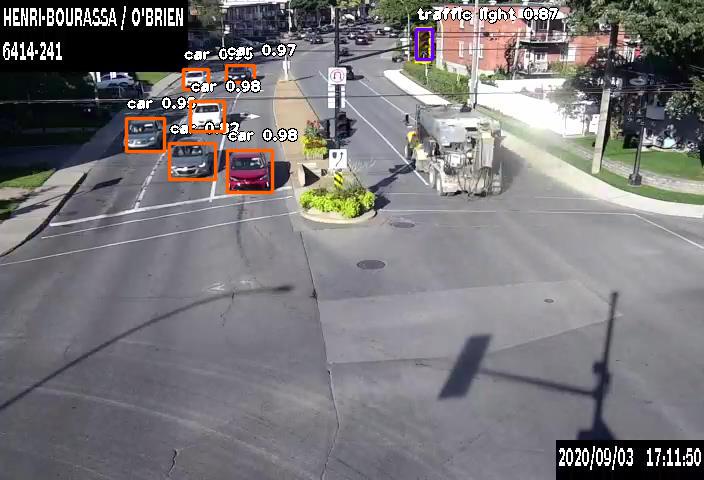 HENRI-BOURASSA / O'BRIEN
6414-241
traffic light 0.87
car 0.97
car 0.98
car 0.98
2020/09/03 17:11:50